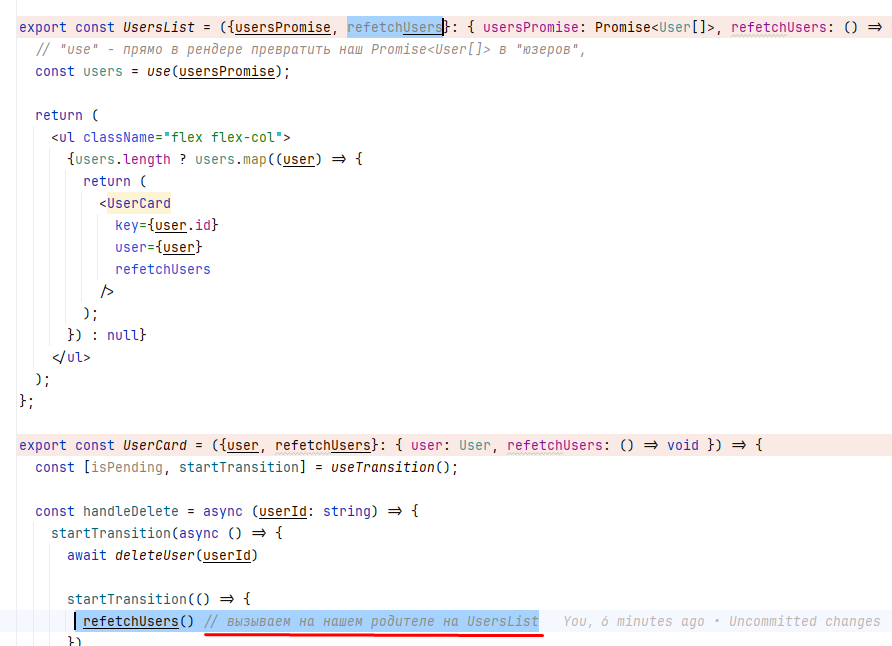 export const UsersList = ({usersPromise, refetchUsers}: { usersPromise: Promise<User[]>, refetchUsers: () =>
// "use" - прямо в рендере превратить наш Promise<User[]> в "юзеров",
const users = use(usersPromise);
return (
<ul className="flex flex-col">
{users.length ? users.map((user) => {
return (
<UserCard
key={user.id}
user={user}
refetchUsers
/>
);
}) : null}
</ul>
);
};
export const UserCard = ({user, refetchUsers}: { user: User, refetchUsers: () => void }) => {
const [isPending, startTransition] = useTransition();
const handleDelete = async (userId: string) => {
startTransition(async () => {
await deleteUser(userId)
startTransition(() => {
refetchUsers() // вызываем на нашем родителе на UsersList You, 6 minutes ago • Uncommitted changes
})